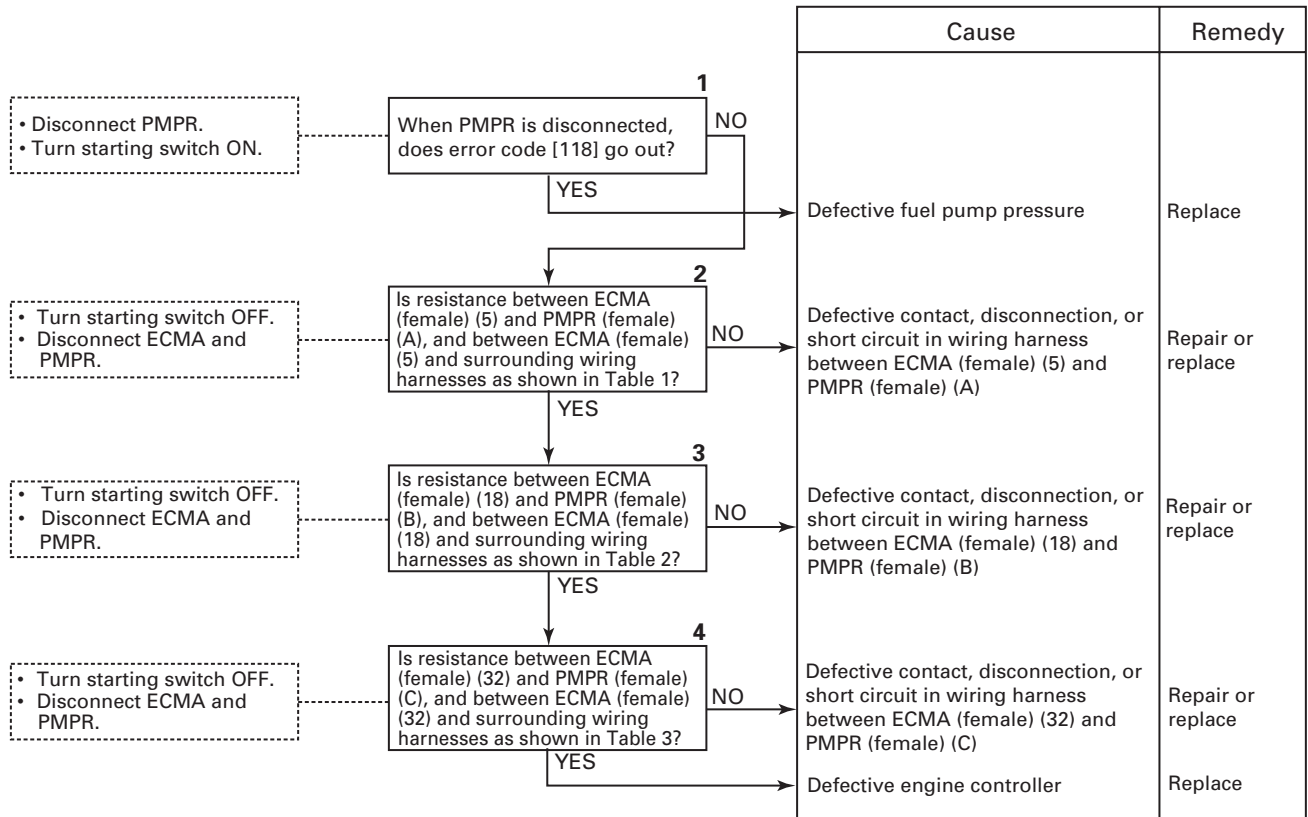 Cause
Remedy
1
• Disconnect PMPR.
• Turn starting switch ON.
When PMPR is disconnected,
does error code [118] go out?
NO
YES
Defective fuel pump pressure
Replace
2
• Turn starting switch OFF.
• Disconnect ECMA and
PMPR.
Is resistance between ECMA
(female) (5) and PMPR (female)
(A), and between ECMA (female)
(5) and surrounding wiring
harnesses as shown in Table 1?
NO
YES
Defective contact, disconnection, or
short circuit in wiring harness
between ECMA (female) (5) and
PMPR (female) (A)
Repair or
replace
3
• Turn starting switch OFF.
• Disconnect ECMA and
PMPR.
Is resistance between ECMA
(female) (18) and PMPR (female)
(B), and between ECMA (female)
(18) and surrounding wiring
harnesses as shown in Table 2?
NO
YES
Defective contact, disconnection, or
short circuit in wiring harness
between ECMA (female) (18) and
PMPR (female) (B)
Repair or
replace
4
• Turn starting switch OFF.
• Disconnect ECMA and
PMPR.
Is resistance between ECMA
(female) (32) and PMPR (female)
(C), and between ECMA (female)
(32) and surrounding wiring
harnesses as shown in Table 3?
NO
YES
Defective contact, disconnection, or
short circuit in wiring harness
between ECMA (female) (32) and
PMPR (female) (C)
Repair or
replace
Defective engine controller
Replace